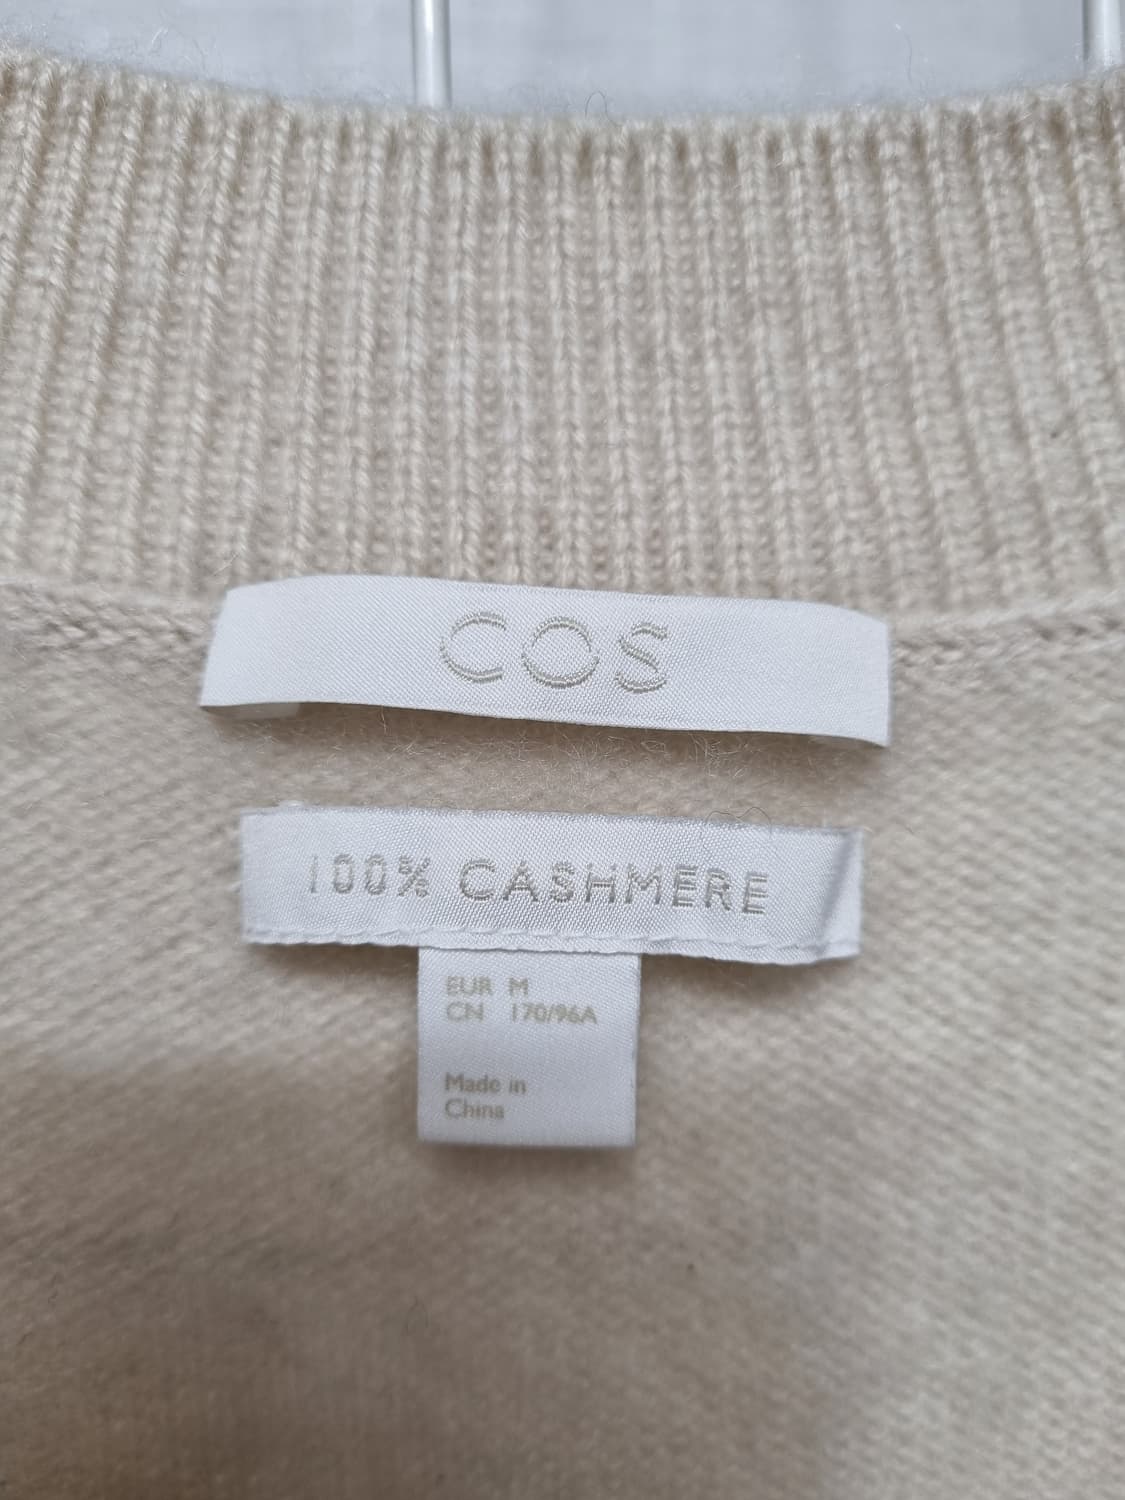 COS
100% CASHMERE
EUR M
CN 170/96A
Made in
China